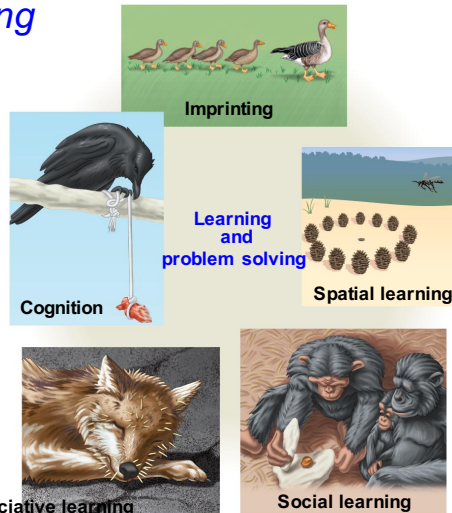 ng
Imprinting
Learning
and
problem solving
Cognition
Spatial learning
ciative learning
Social learning